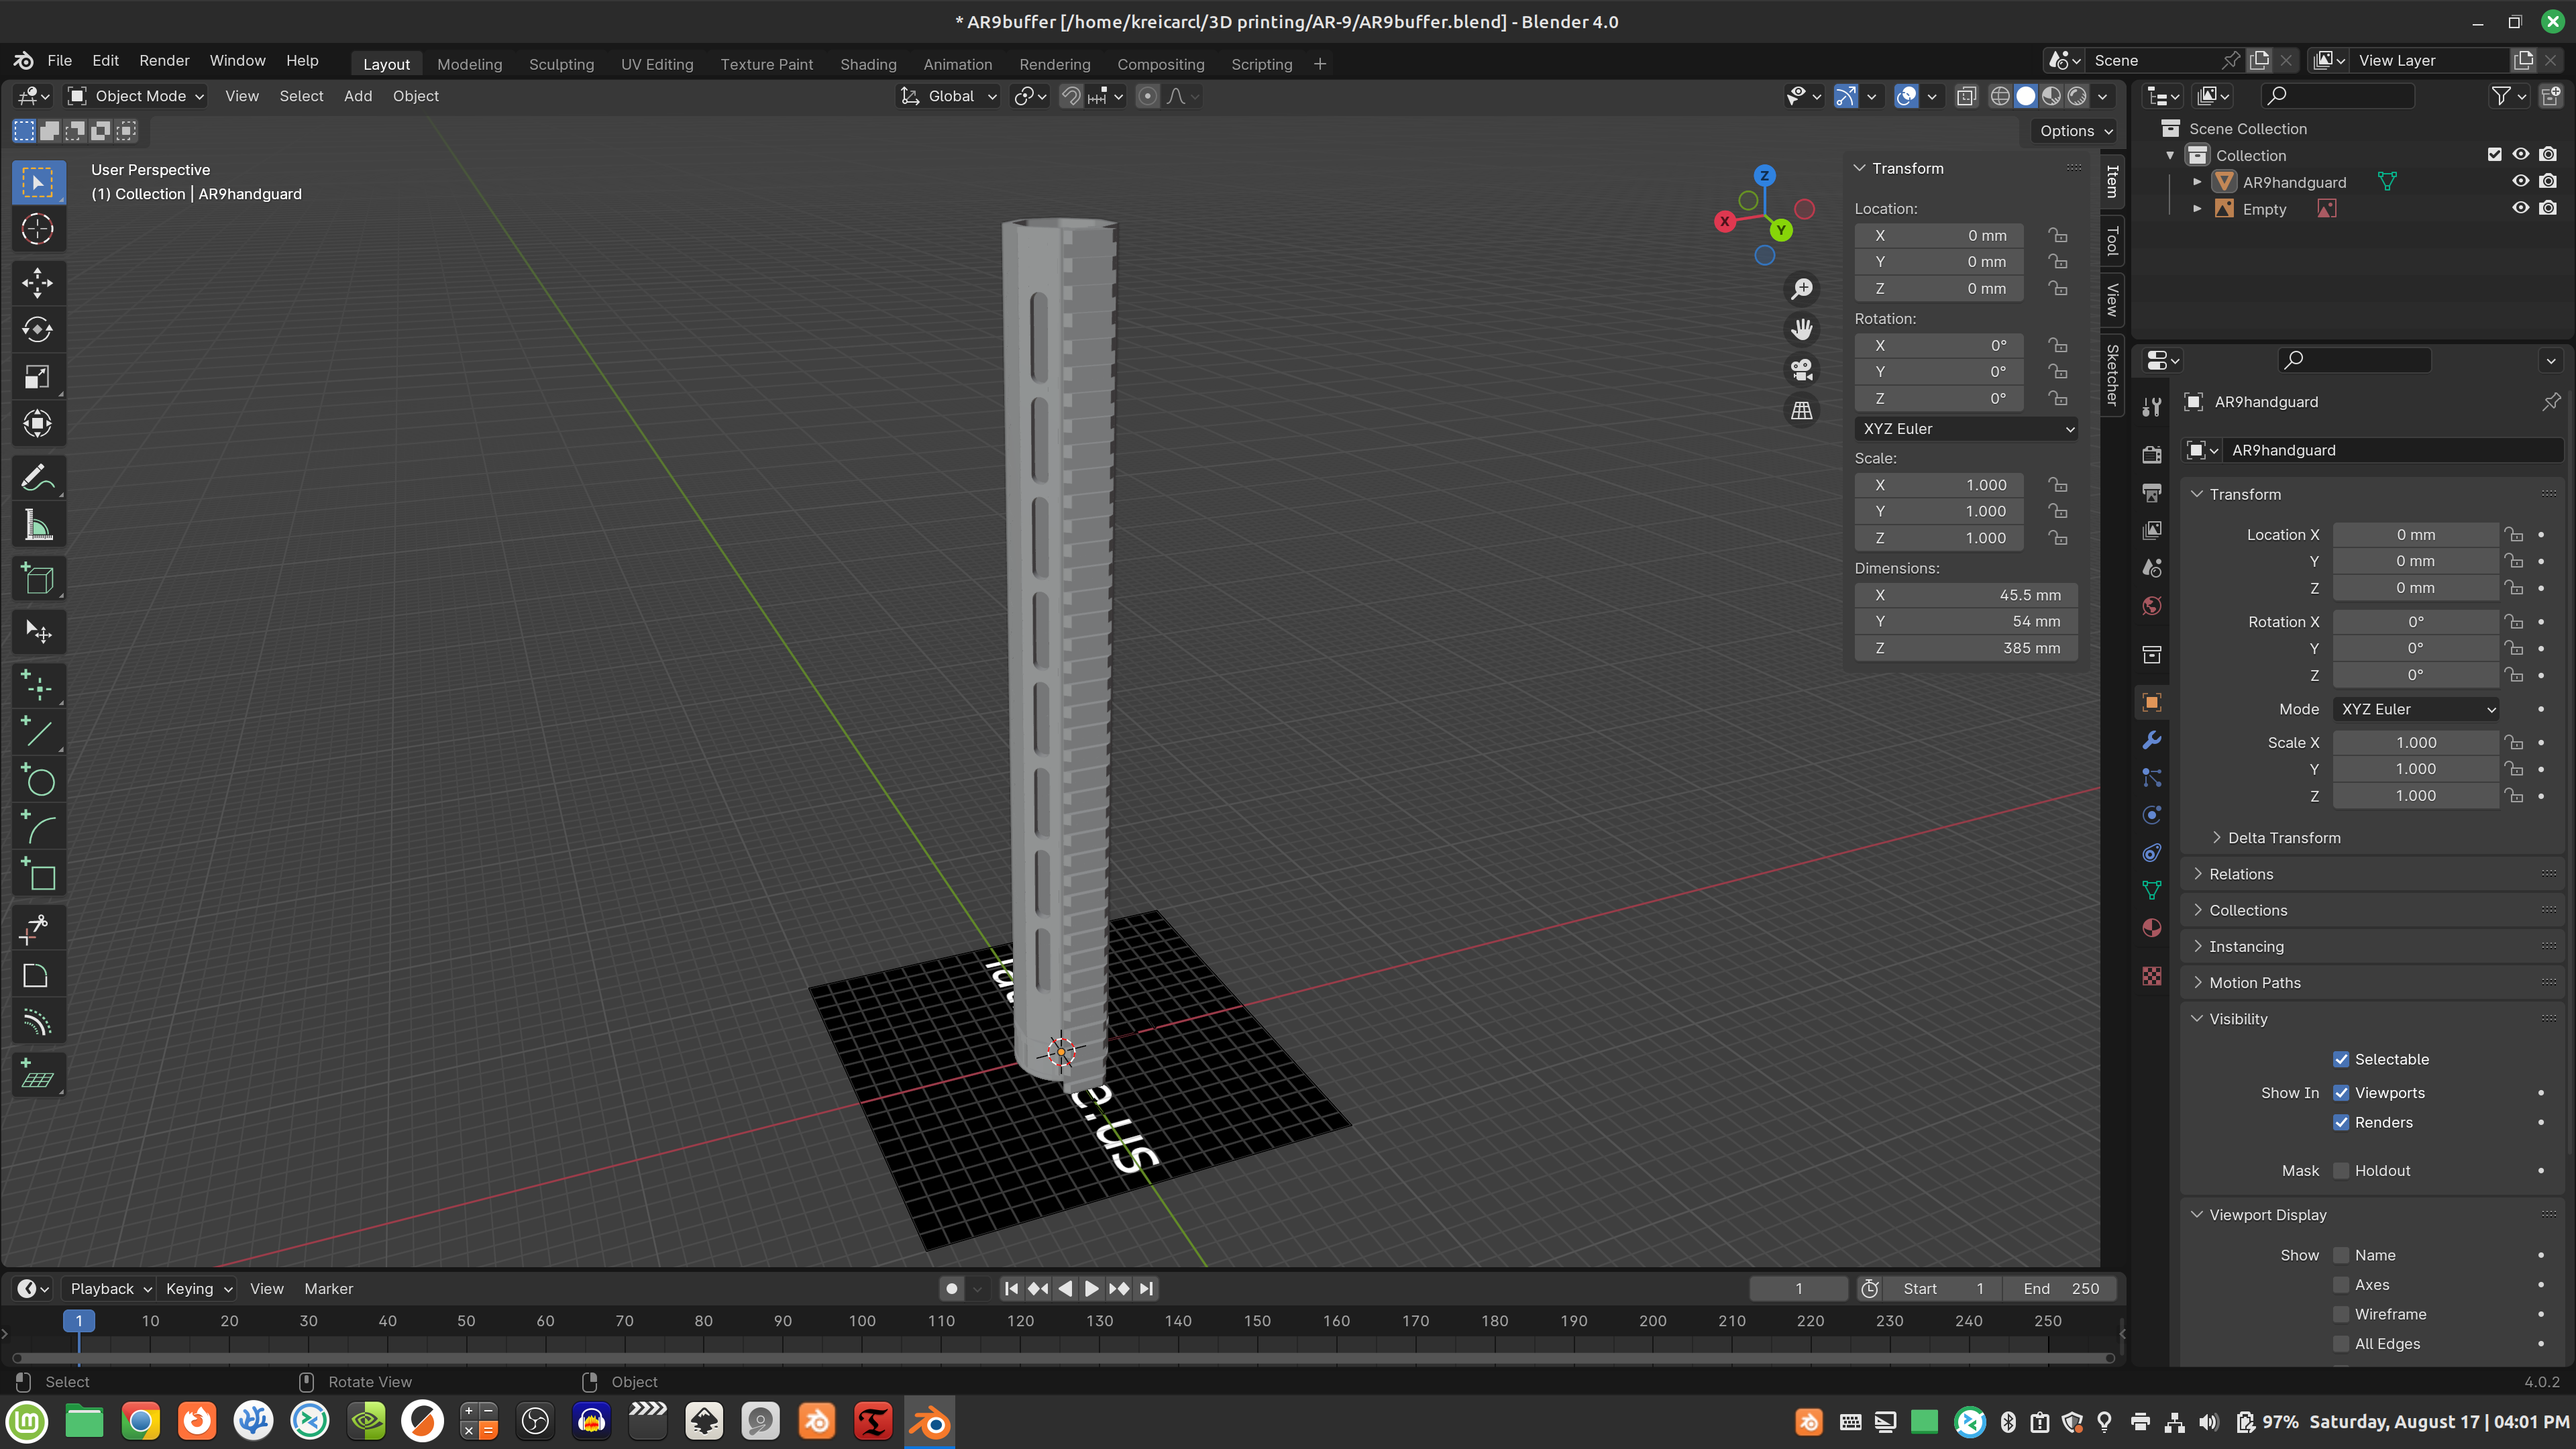 * AR9buffer [/home/kreicarcl/3D printing/AR-9/AR9buffer.blend] - Blender 4.0
File Edit Render Window Help Layout Modeling Sculpting UV Editing Texture Paint Shading Animation Rendering Compositing Scripting + Scene View Layer
Object Mode View Select Add Object Global
Options
User Perspective
(1) Collection | AR9handguard
Z
X
Y
Transform
Location:
X 0 mm
Y 0 mm
Z 0 mm
Rotation:
X 0°
Y 0°
Z 0°
XYZ Euler
Scale:
X 1.000
Y 1.000
Z 1.000
Dimensions:
X 45.5 mm
Y 54 mm
Z 385 mm
Item
Tool
View
Sketcher
Scene Collection
Collection
AR9handguard
Empty
AR9handguard
AR9handguard
Transform
Location X 0 mm
Y 0 mm
Z 0 mm
Rotation X 0°
Y 0°
Z 0°
Mode XYZ Euler
Scale X 1.000
Y 1.000
Z 1.000
Delta Transform
Relations
Collections
Instancing
Motion Paths
Visibility
Selectable
Show In Viewports
Renders
Mask Holdout
Viewport Display
Show Name
Axes
Wireframe
All Edges
e.us
Playback Keying View Marker 1 Start 1 End 250
1 10 20 30 40 50 60 70 80 90 100 110 120 130 140 150 160 170 180 190 200 210 220 230 240 250
Select Rotate View Object 4.0.2
97% Saturday, August 17 | 04:01 PM